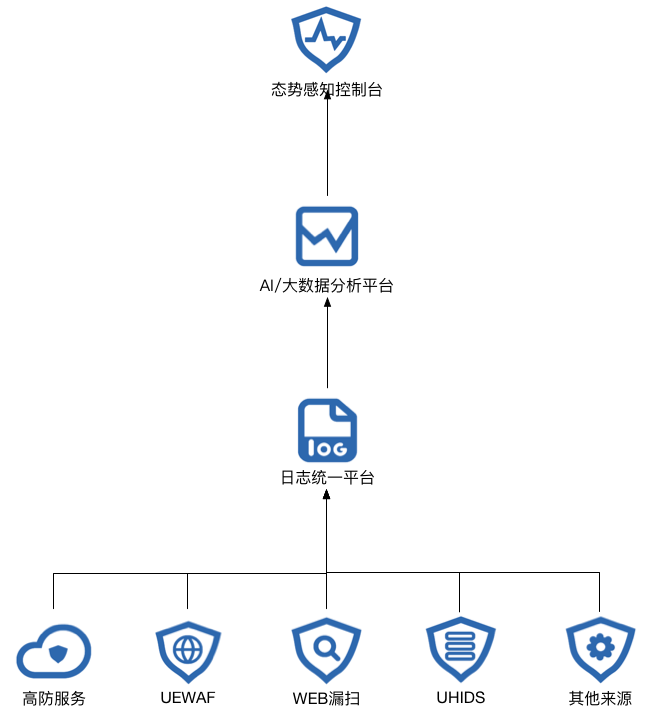 态势感知控制台
AI/大数据分析平台
log
日志统一平台
高防服务
UEWAF
WEB漏扫
UHIDS
其他来源